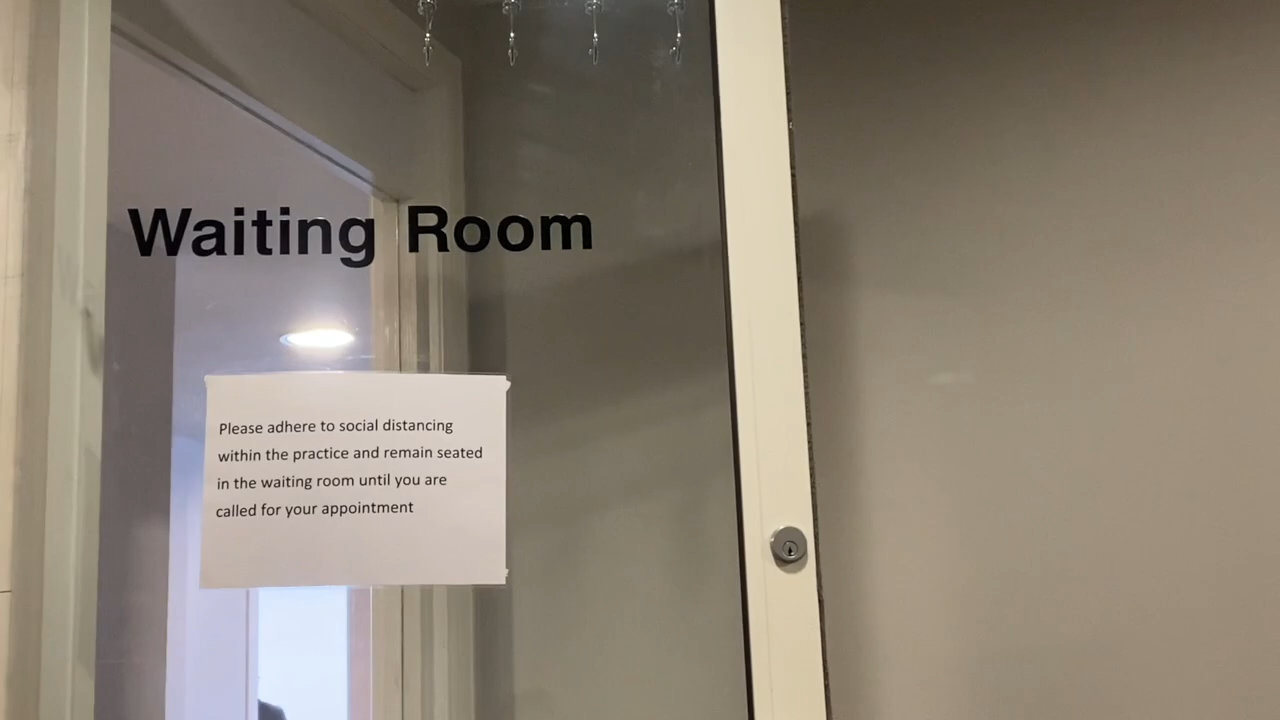 Waiting Room
Please adhere to social distancing
within the practice and remain seated
in the waiting room until you are
called for your appointment